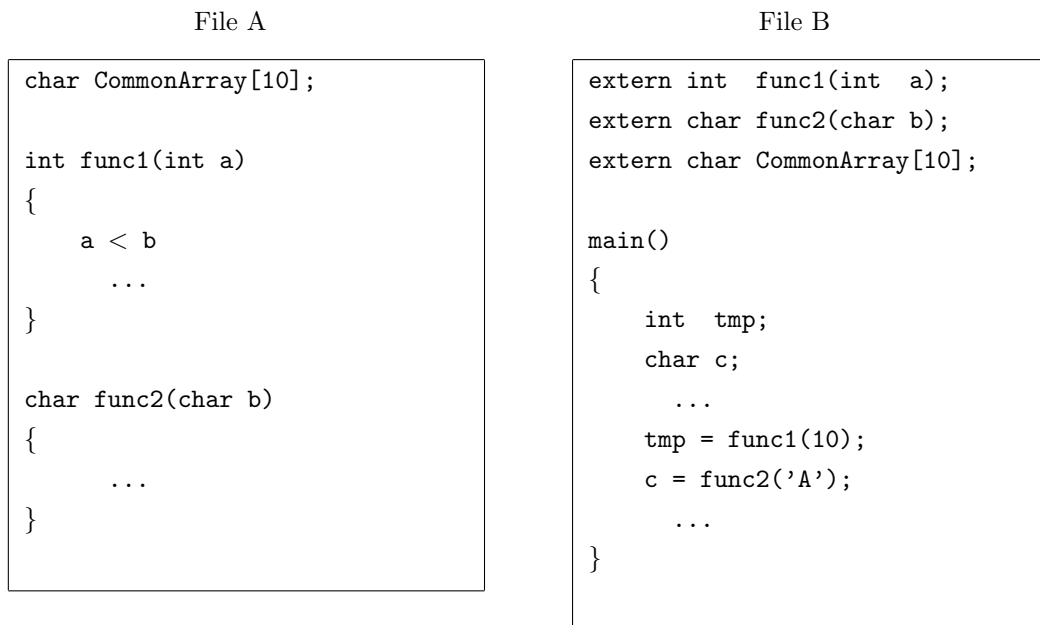 File A
char CommonArray[10];
int func1(int a)
{
a < b
...
}
char func2(char b)
{
...
}
File B
extern int func1(int a);
extern char func2(char b);
extern char CommonArray[10];
main()
{
int tmp;
char c;
...
tmp = func1(10);
c = func2(’A’);
...
}